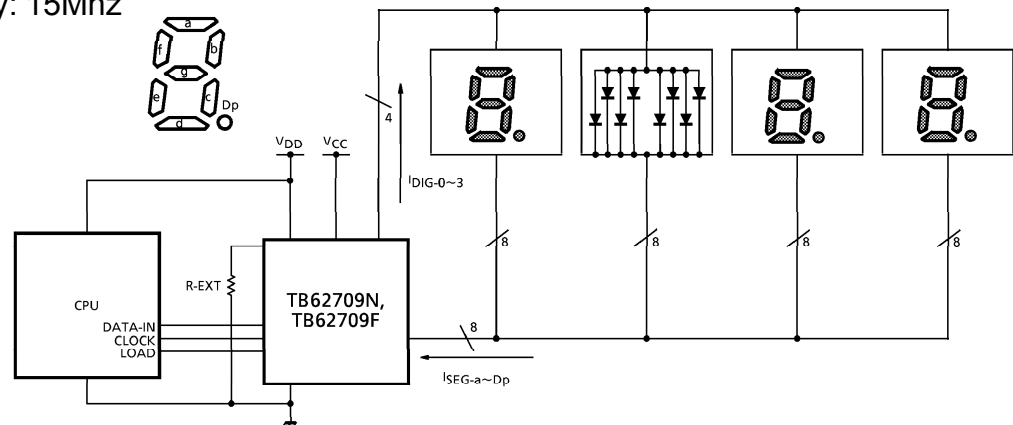 y: 15Mhz
a
f
b
g
e
c
d
Dp
4
VDD
VCC
IDIG-0~3
8
8
8
8
R-EXT
CPU
TB62709N,
TB62709F
DATA-IN
CLOCK
LOAD
8
ISEG-a~Dp